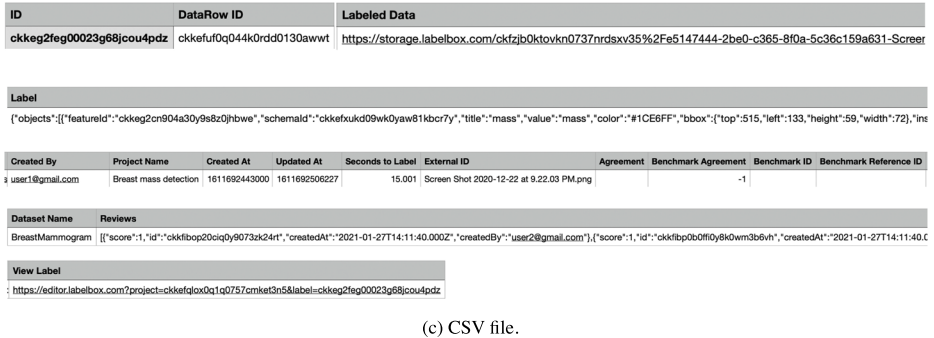 ID DataRow ID Labeled Data
ckkeg2feg00023g68jcou4pdz ckkefuf0q044k0rdd0130awwt https://storage.labelbox.com/ckfzjb0ktovkn0737nrdsxv35%2Fe5147444-2be0-c365-8f0a-5c36c159a631-Screer
Label
{"objects":[{"featureId":"ckkeg2cn904a30y9s8z0jhbwe","schemaId":"ckkefxukd09wk0yaw81kbcr7y","title":"mass","value":"mass","color":"#1CE6FF","bbox":{"top":515,"left":133,"height":59,"width":72},"ins
Created By Project Name Created At Updated At Seconds to Label External ID Agreement Benchmark Agreement Benchmark ID Benchmark Reference ID
user1@gmail.com Breast mass detection 1611692443000 1611692506227 15.001 Screen Shot 2020-12-22 at 9.22.03 PM.png -1
Dataset Name Reviews
BreastMammogram [{"score":1,"id":"ckkfibop20ciq0y9073zk24rt","createdAt":"2021-01-27T14:11:40.000Z","createdBy":"user2@gmail.com"},{"score":1,"id":"ckkfibp0b0ffi0y8k0wm3b6vh","createdAt":"2021-01-27T14:11:40.0
View Label
https://editor.labelbox.com?project=ckkefqlox0q1q0757cmket3n5&label=ckkeg2feg00023g68jcou4pdz
(c) CSV file.